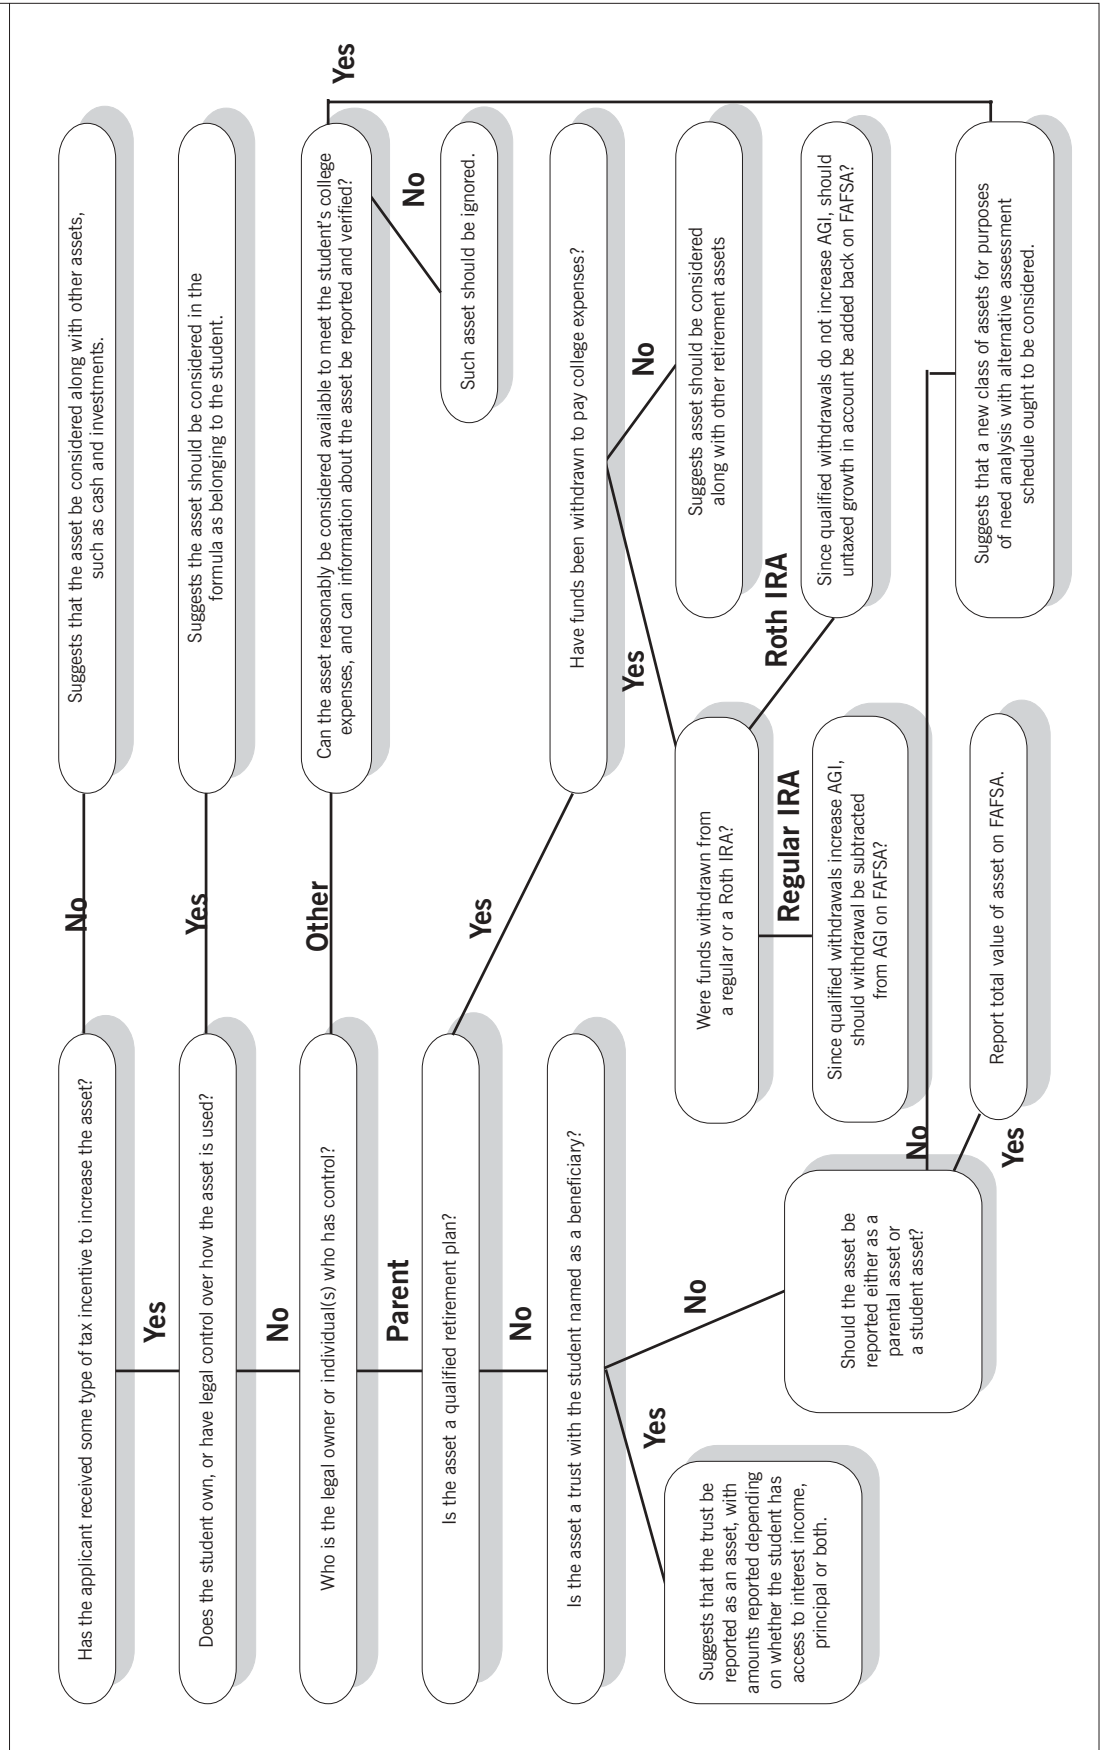 Has the applicant received some type of tax incentive to increase the asset?
No
Suggests that the asset be considered along with other assets,
such as cash and investments.
Yes
Does the student own, or have legal control over how the asset is used?
Yes
Suggests the asset should be considered in the
formula as belonging to the student.
No
Who is the legal owner or individual(s) who has control?
Other
Can the asset reasonably be considered available to meet the student's college
expenses, and can information about the asset be reported and verified?
Yes
No
Such asset should be ignored.
Parent
Is the asset a qualified retirement plan?
Yes
Have funds been withdrawn to pay college expenses?
No
Is the asset a trust with the student named as a beneficiary?
Yes
No
Suggests asset should be considered
along with other retirement assets
Were funds withdrawn from
a regular or a Roth IRA?
Roth IRA
Since qualified withdrawals do not increase AGI, should
untaxed growth in account be added back on FAFSA?
Regular IRA
Since qualified withdrawals increase AGI,
should withdrawal be subtracted
from AGI on FAFSA?
Yes
Suggests that the trust be
reported as an asset, with
amounts reported depending
on whether the student has
access to interest income,
principal or both.
No
Should the asset be
reported either as a
parental asset or
a student asset?
No
Suggests that a new class of assets for purposes
of need analysis with alternative assessment
schedule ought to be considered.
Yes
Report total value of asset on FAFSA.